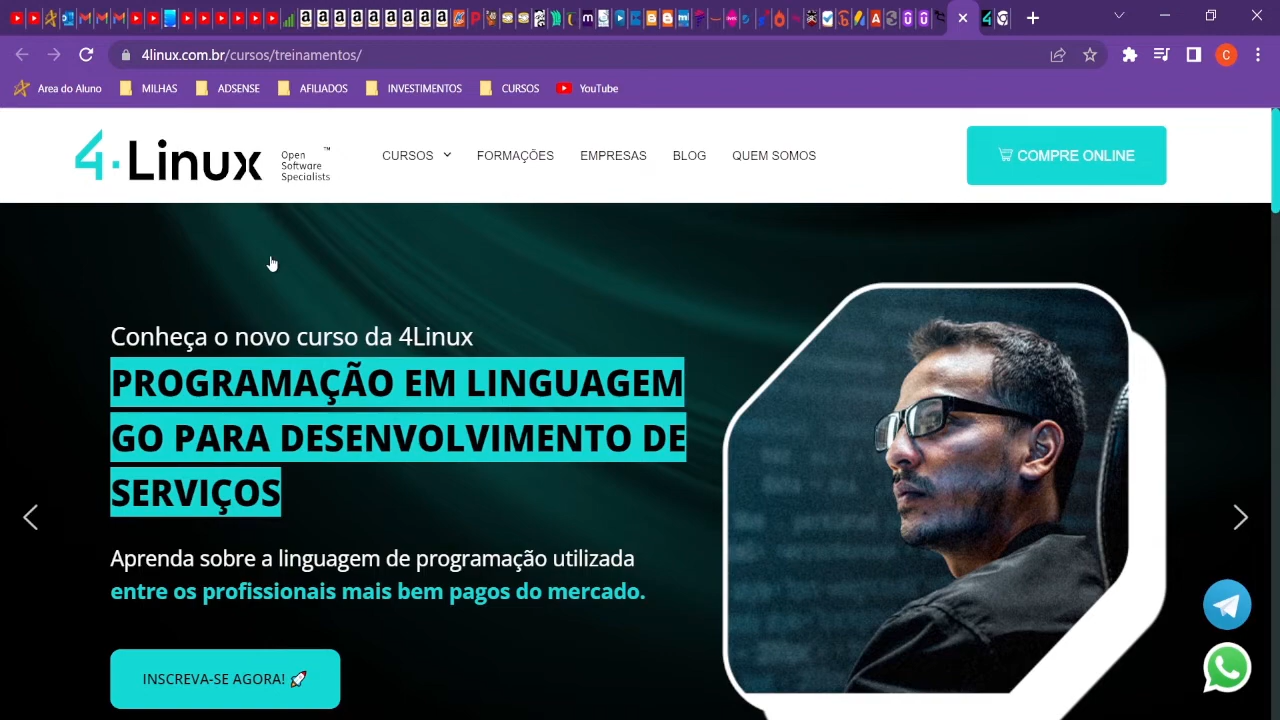 4linux.com.br/cursos/treinamentos/
C
Area do Aluno
MILHAS
ADSENSE
AFILIADOS
INVESTIMENTOS
CURSOS
YouTube
4.Linux
Open
Software
Specialists
™
CURSOS
FORMAÇÕES
EMPRESAS
BLOG
QUEM SOMOS
COMPRE ONLINE
Conheça o novo curso da 4Linux
PROGRAMAÇÃO EM LINGUAGEM
GO PARA DESENVOLVIMENTO DE
SERVIÇOS
Aprenda sobre a linguagem de programação utilizada
entre os profissionais mais bem pagos do mercado.
INSCREVA-SE AGORA!